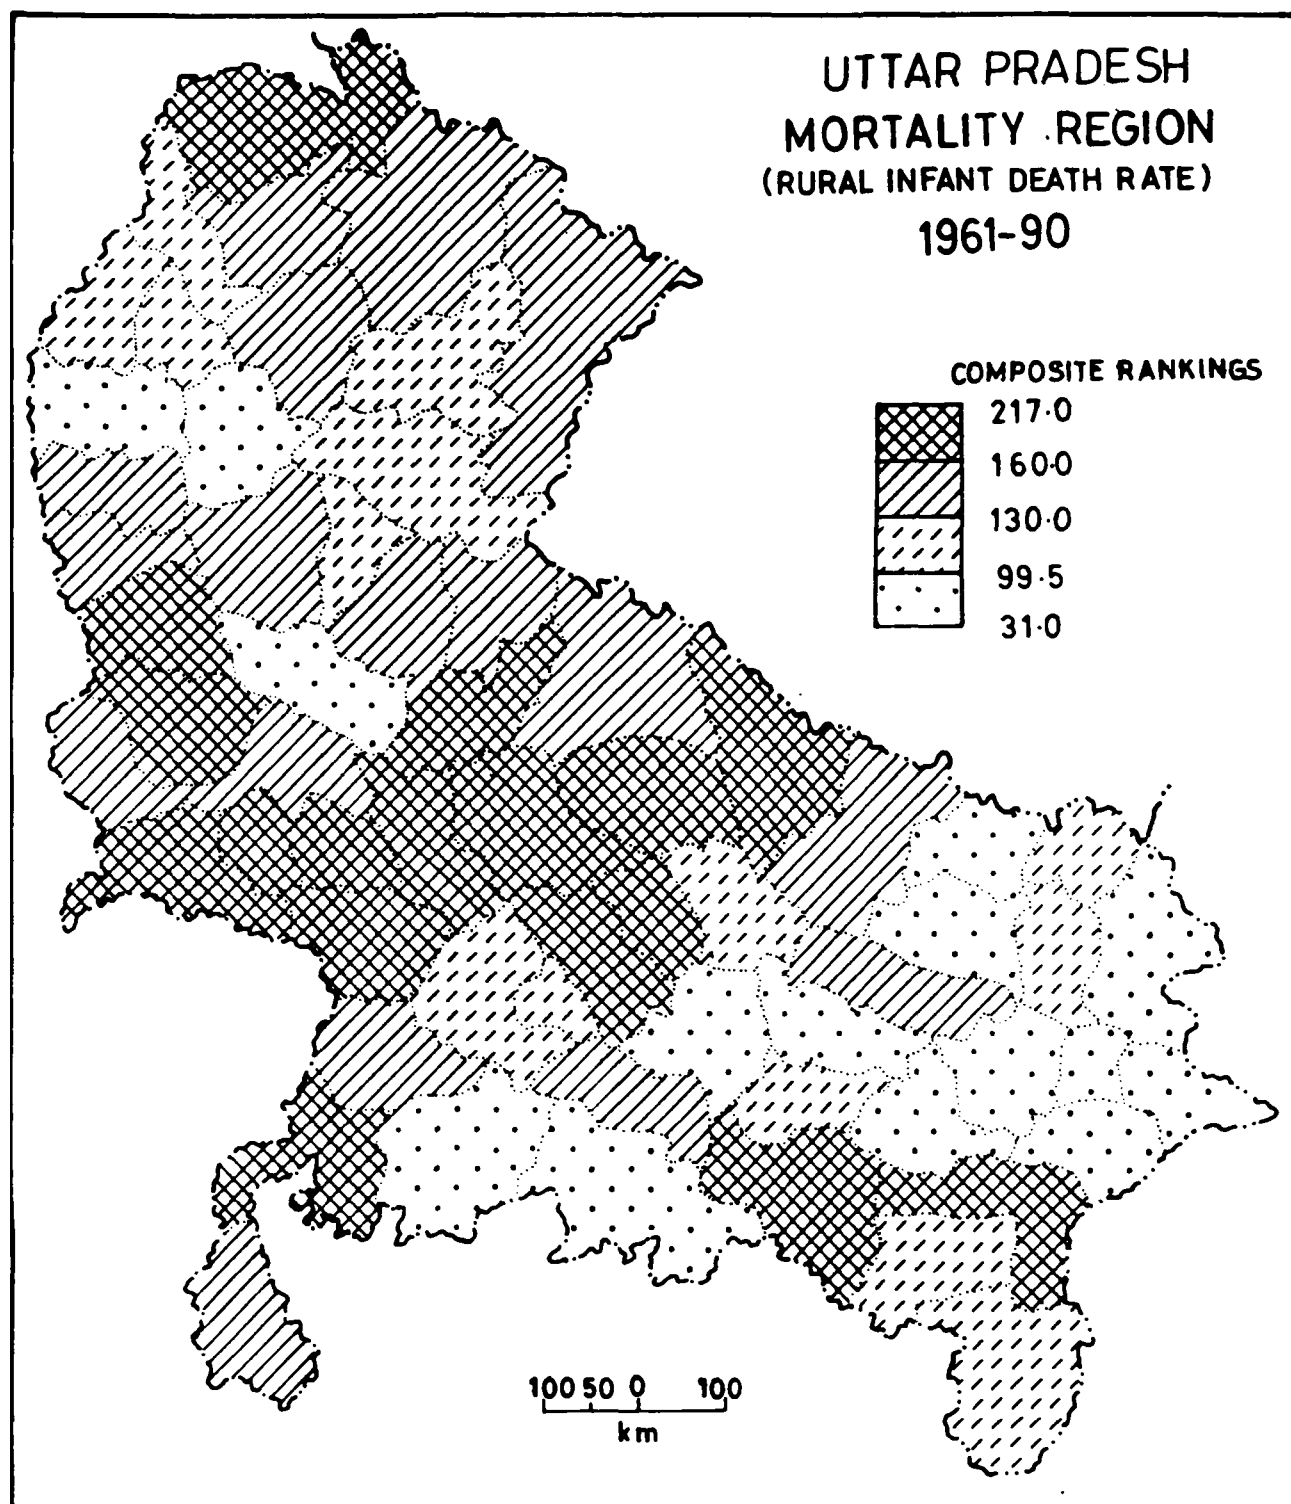 UTTAR PRADESH
MORTALITY REGION
(RURAL INFANT DEATH RATE)
1961-90
COMPOSITE RANKINGS
217·0
160·0
130·0
99·5
31·0
100 50 0 100
km